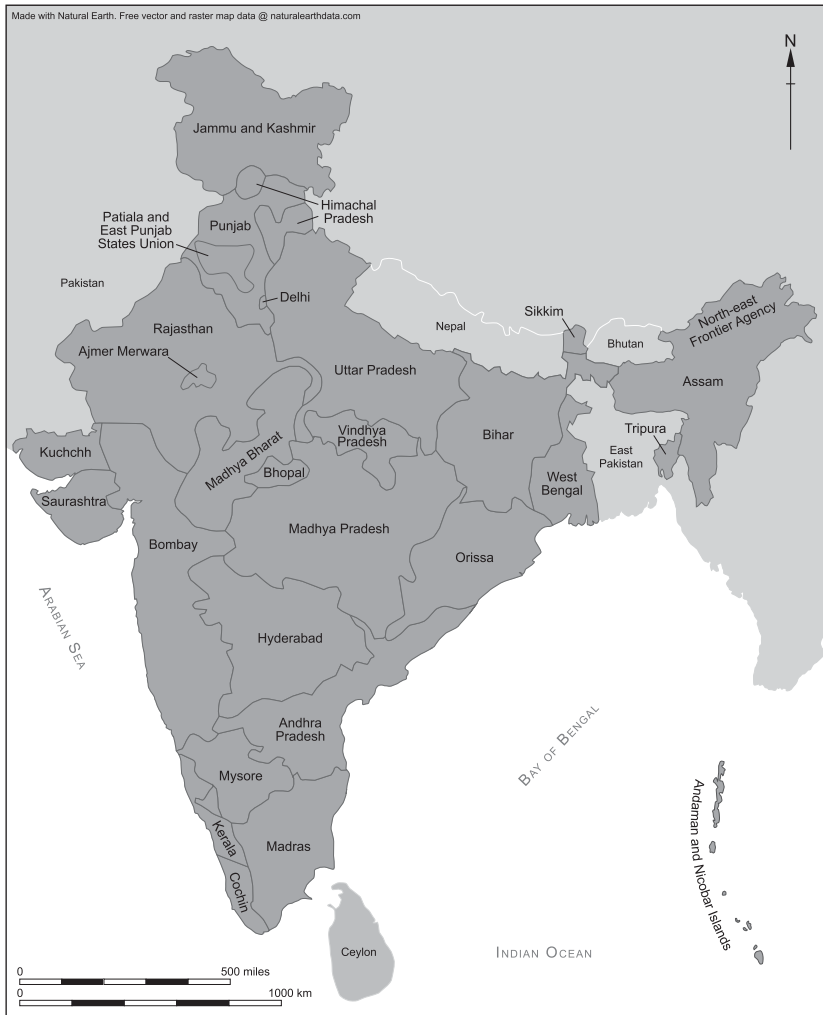 Made with Natural Earth. Free vector and raster map data @ naturalearthdata.com
N
Jammu and Kashmir
Himachal
Pradesh
Patiala and
East Punjab
States Union
Punjab
Pakistan
Delhi
Sikkim
North-east
Frontier Agency
Nepal
Bhutan
Rajasthan
Ajmer Merwara
Uttar Pradesh
Assam
Vindhya
Pradesh
Bihar
Tripura
East
Pakistan
Kuchchh
Madhya Bharat
Bhopal
West
Bengal
Saurashtra
Bombay
Madhya Pradesh
Orissa
Arabian Sea
Hyderabad
Andhra
Pradesh
Bay of Bengal
Mysore
Kerala
Madras
Cochin
Andaman and Nicobar Islands
Ceylon
Indian Ocean
0 500 miles
0 1000 km